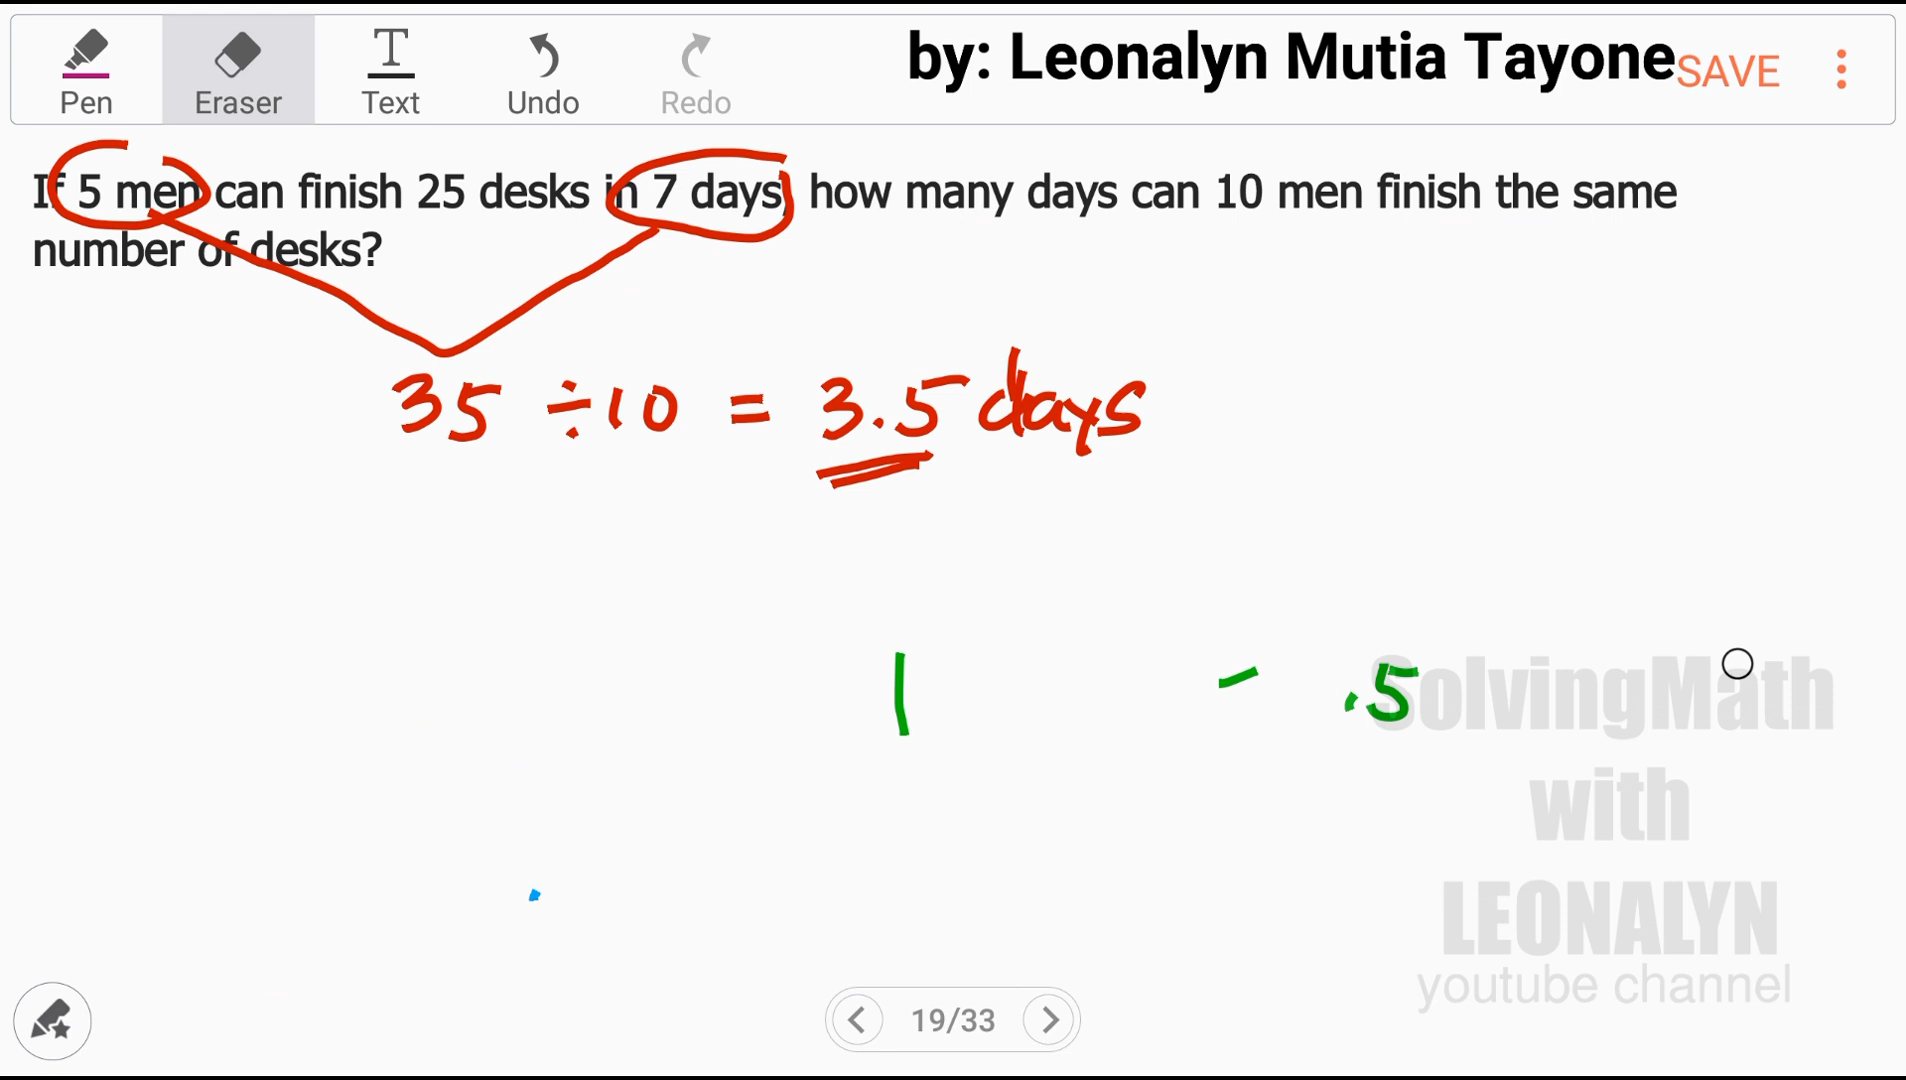 Pen
Eraser
Text
Undo
Redo
by: Leonalyn Mutia Tayone
SAVE
If 5 men can finish 25 desks in 7 days, how many days can 10 men finish the same
number of desks?
35 ÷ 10 = 3.5 days
| - .5
SolvingMath
with
LEONALYN
youtube channel
19/33